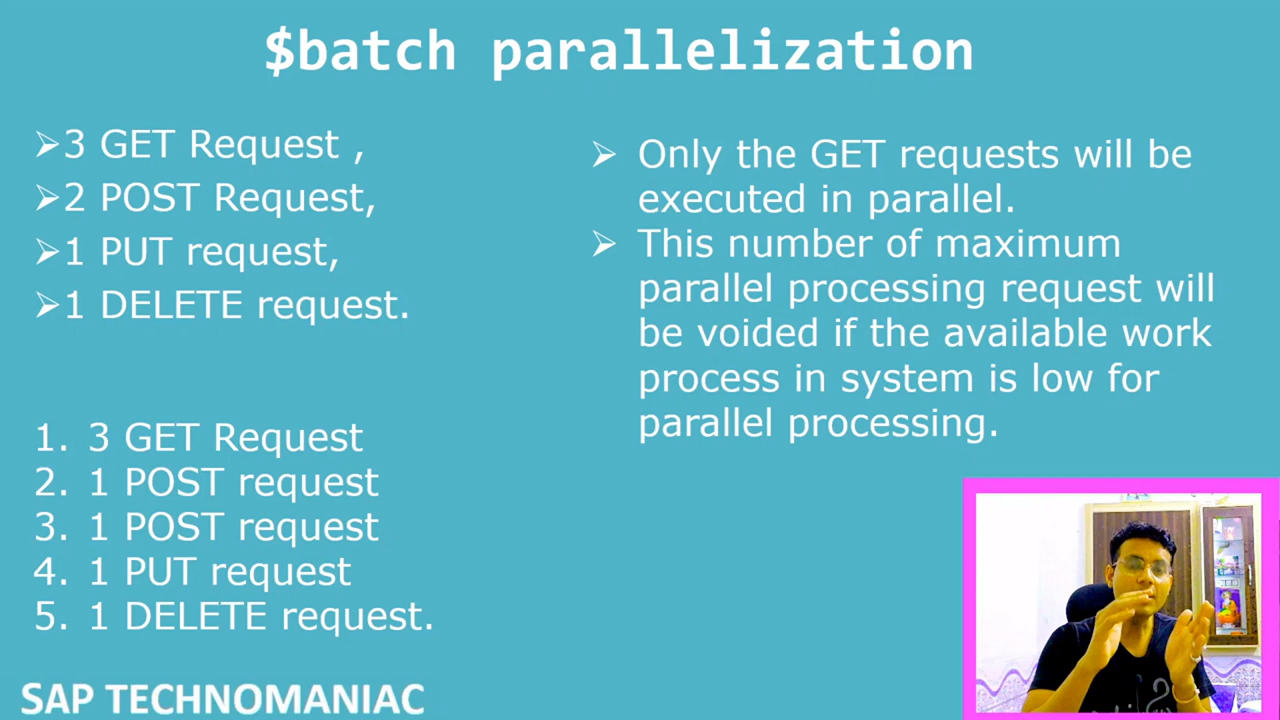 $batch parallelization
➢3 GET Request ,
➢2 POST Request,
➢1 PUT request,
➢1 DELETE request.
1. 3 GET Request
2. 1 POST request
3. 1 POST request
4. 1 PUT request
5. 1 DELETE request.
➢ Only the GET requests will be
executed in parallel.
➢ This number of maximum
parallel processing request will
be voided if the available work
process in system is low for
parallel processing.
SAP TECHNOMANIAC